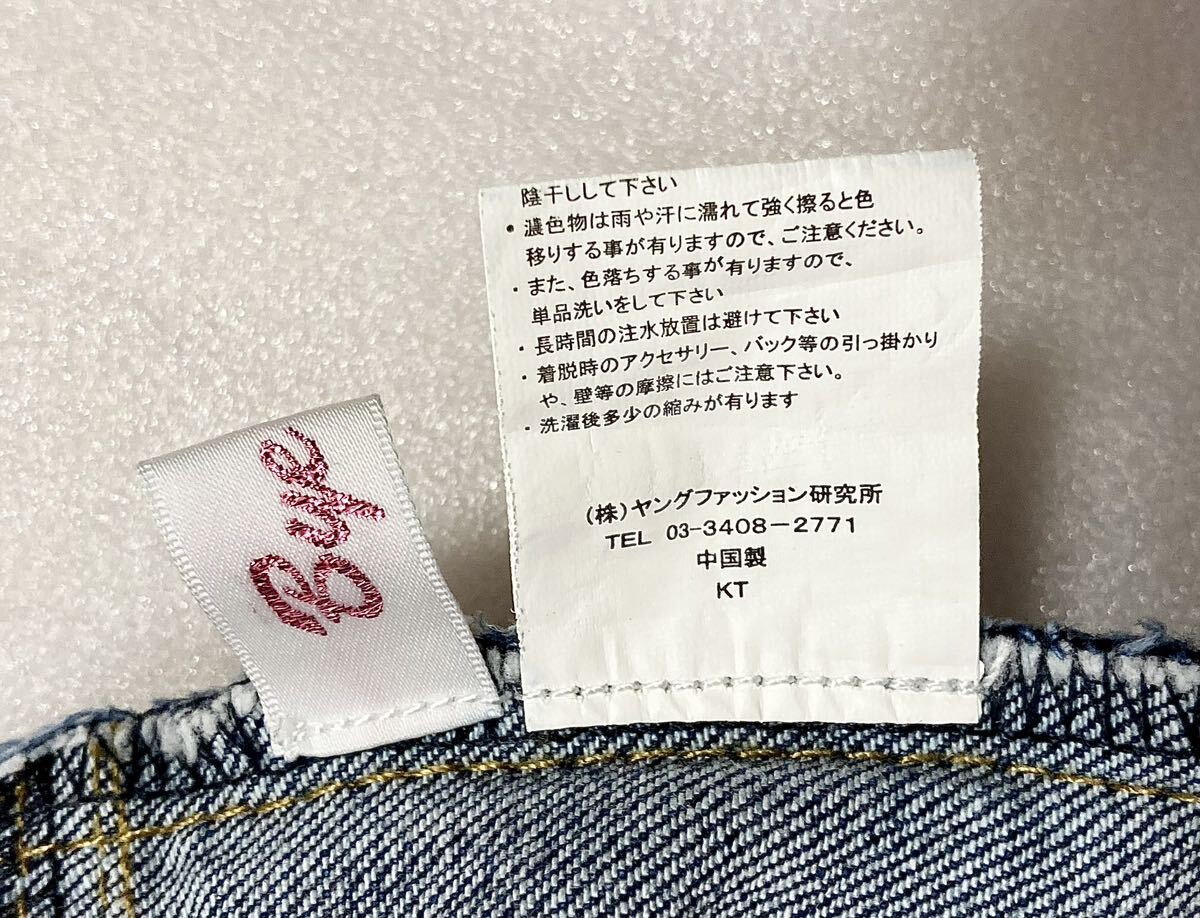 Bye
陰干しして下さい
・濃色物は雨や汗に濡れて強く擦ると色
移りする事が有りますので、ご注意ください。
・また、色落ちする事が有りますので、
単品洗いをして下さい
・長時間の注水放置は避けて下さい
・着脱時のアクセサリー、バック等の引っ掛かり
や、壁等の摩擦にはご注意下さい。
・洗濯後多少の縮みが有ります
(株)ヤングファッション研究所
TEL 03-3408-2771
中国製
KT